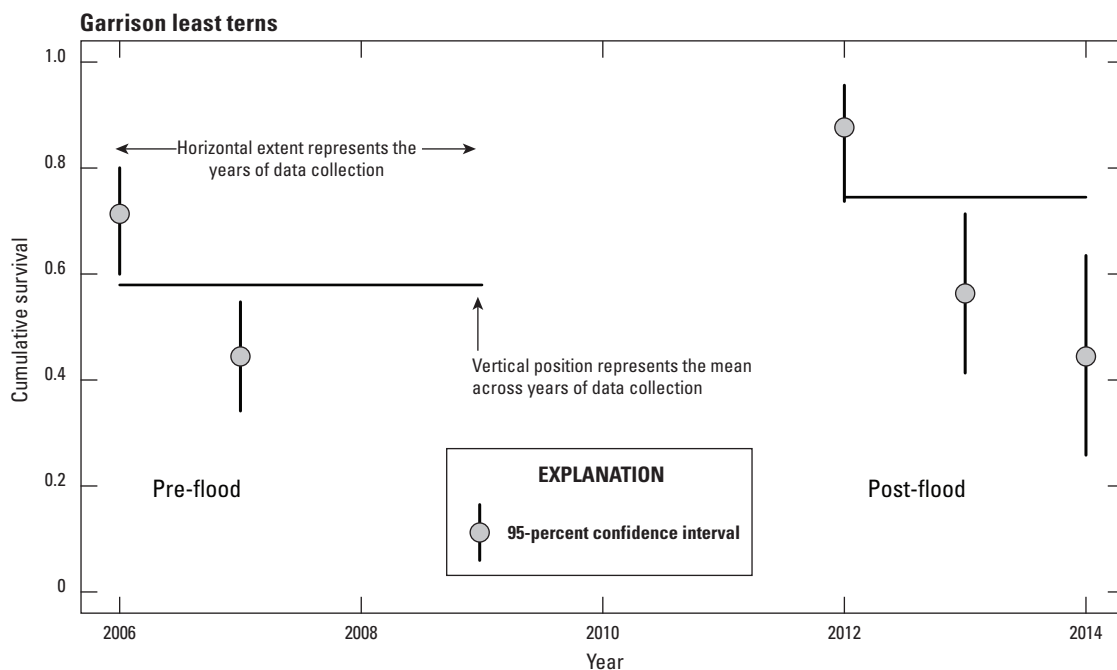 Garrison least terns
1.0
0.8
0.6
0.4
0.2
0
Cumulative survival
Horizontal extent represents the
years of data collection
Vertical position represents the mean
across years of data collection
Pre-flood
Post-flood
EXPLANATION
95-percent confidence interval
2006
2008
2010
2012
2014
Year